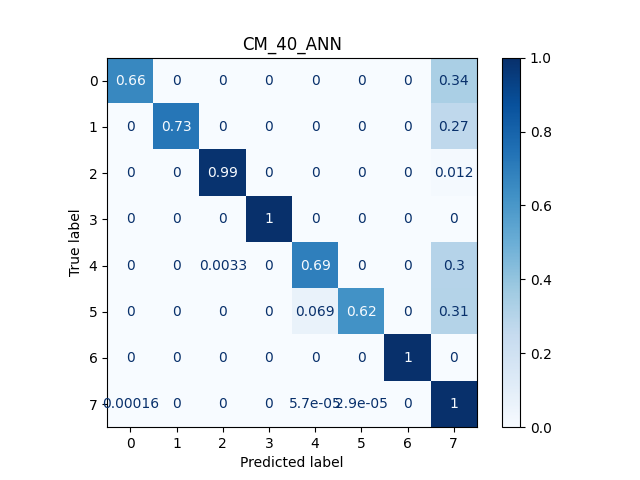 CM_40_ANN
0 0.66 0 0 0 0 0 0 0.34
1 0 0.73 0 0 0 0 0 0.27
2 0 0 0.99 0 0 0 0 0.012
3 0 0 0 1 0 0 0 0
4 0 0 0.0033 0 0.69 0 0 0.3
5 0 0 0 0 0.069 0.62 0 0.31
6 0 0 0 0 0 0 1 0
7 0.00016 0 0 0 5.7e-05 2.9e-05 0 1
0 1 2 3 4 5 6 7
Predicted label
True label
1.0
0.8
0.6
0.4
0.2
0.0